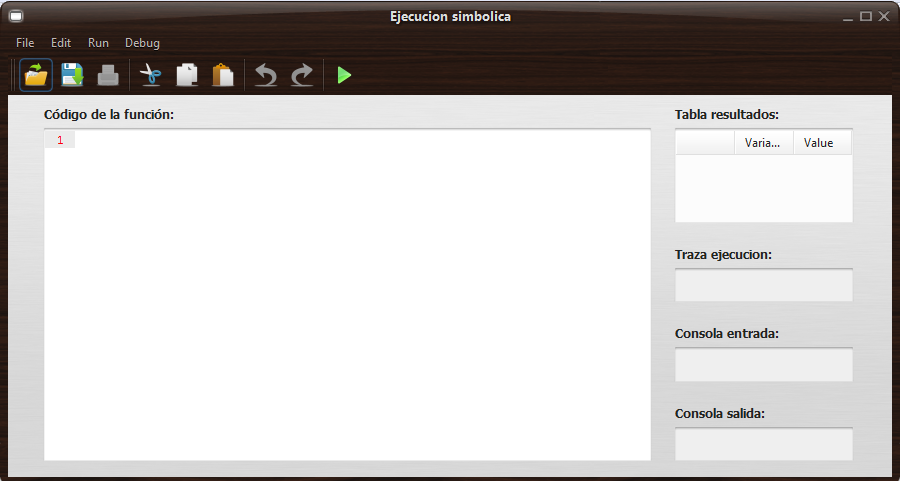 Ejecucion simbolica
File Edit Run Debug
Código de la función:
1
Tabla resultados:
Varia... Value
Traza ejecucion:
Consola entrada:
Consola salida: